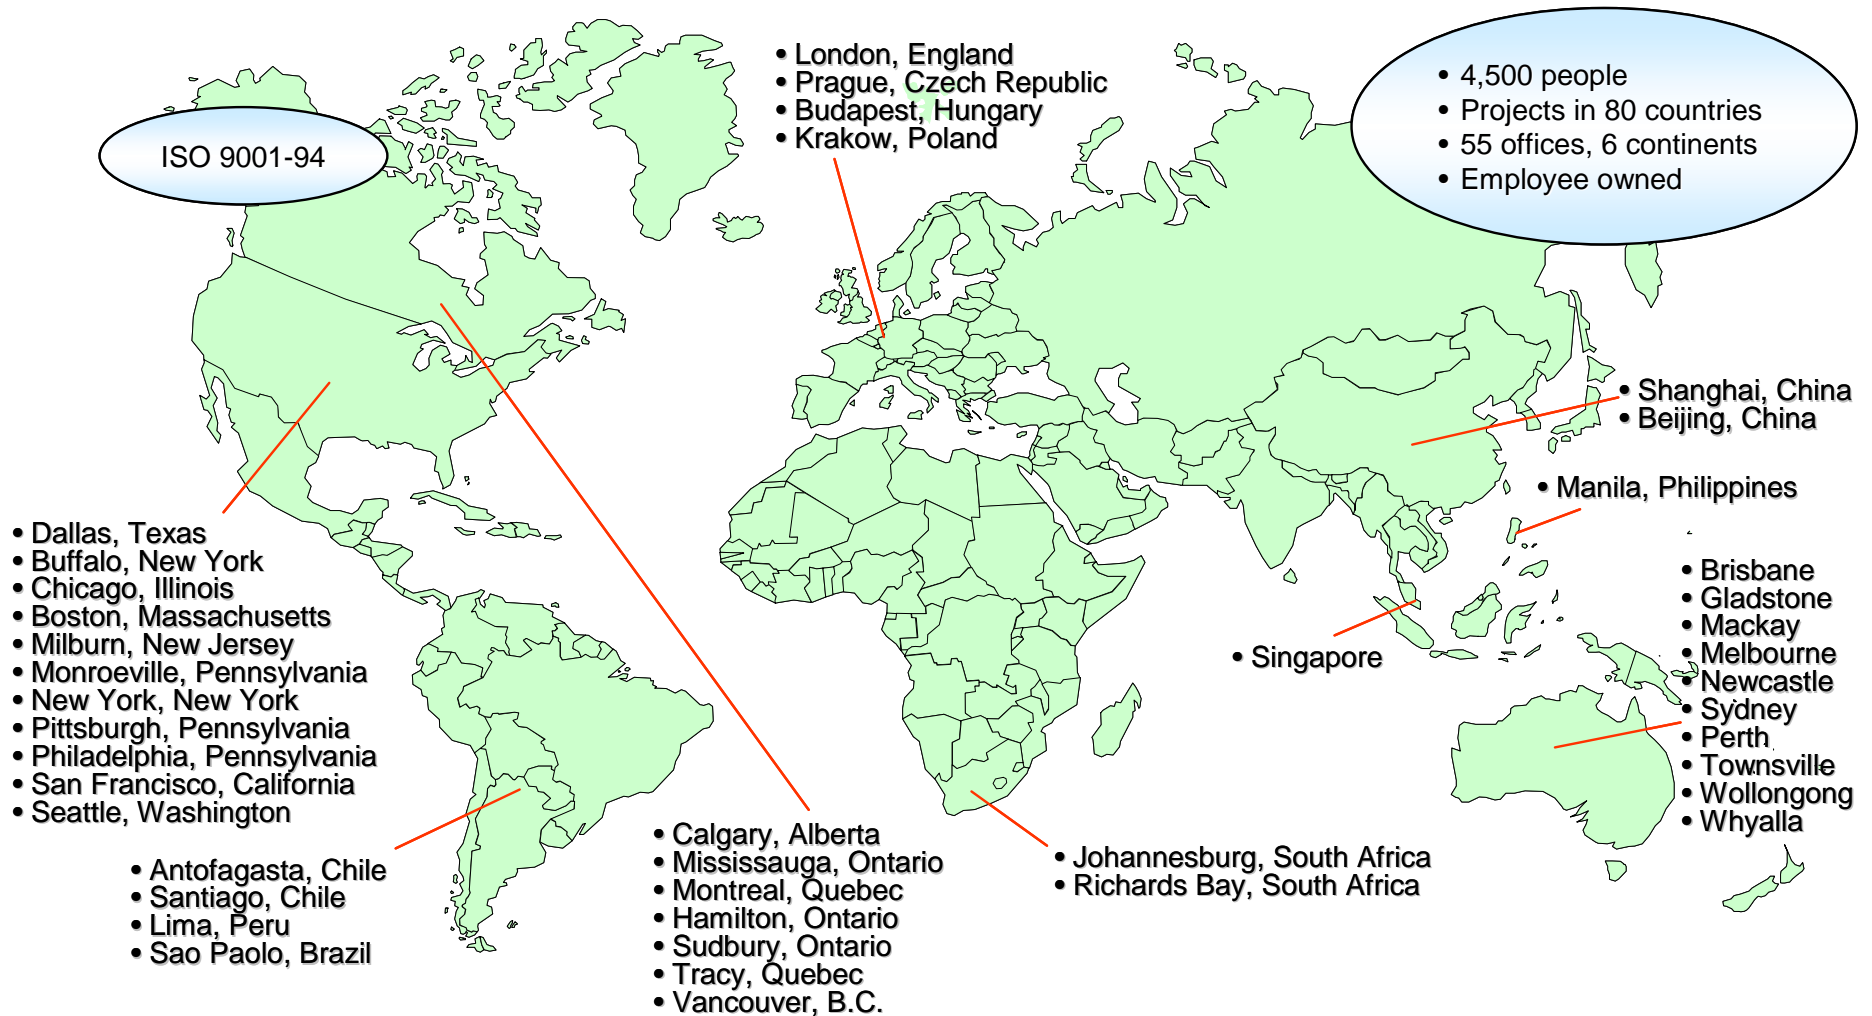 • London, England
• Prague, Czech Republic
• Budapest, Hungary
• Krakow, Poland
• 4,500 people
• Projects in 80 countries
• 55 offices, 6 continents
• Employee owned
ISO 9001-94
• Shanghai, China
• Beijing, China
• Manila, Philippines
• Dallas, Texas
• Buffalo, New York
• Chicago, Illinois
• Boston, Massachusetts
• Milburn, New Jersey
• Monroeville, Pennsylvania
• New York, New York
• Pittsburgh, Pennsylvania
• Philadelphia, Pennsylvania
• San Francisco, California
• Seattle, Washington
• Brisbane
• Gladstone
• Mackay
• Melbourne
• Newcastle
• Sydney
• Perth
• Townsville
• Wollongong
• Whyalla
• Singapore
• Antofagasta, Chile
• Santiago, Chile
• Lima, Peru
• Sao Paolo, Brazil
• Calgary, Alberta
• Mississauga, Ontario
• Montreal, Quebec
• Hamilton, Ontario
• Sudbury, Ontario
• Tracy, Quebec
• Vancouver, B.C.
• Johannesburg, South Africa
• Richards Bay, South Africa